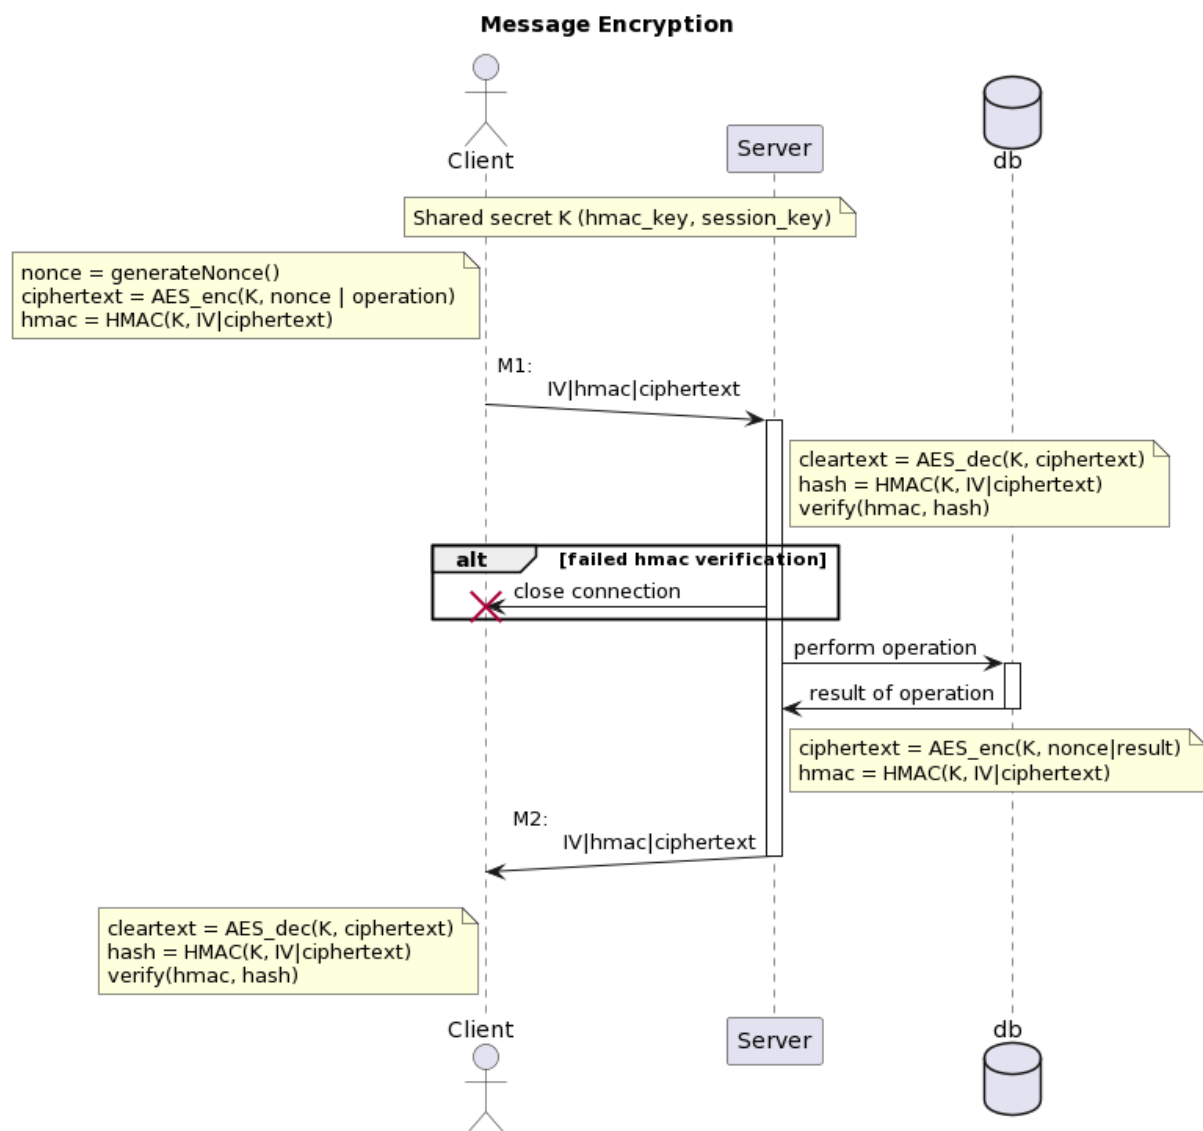 Message Encryption
Client
Server
db
Shared secret K (hmac_key, session_key)
nonce = generateNonce()
ciphertext = AES_enc(K, nonce | operation)
hmac = HMAC(K, IV|ciphertext)
M1:
IV|hmac|ciphertext
cleartext = AES_dec(K, ciphertext)
hash = HMAC(K, IV|ciphertext)
verify(hmac, hash)
alt [failed hmac verification]
close connection
perform operation
result of operation
ciphertext = AES_enc(K, nonce|result)
hmac = HMAC(K, IV|ciphertext)
M2:
IV|hmac|ciphertext
cleartext = AES_dec(K, ciphertext)
hash = HMAC(K, IV|ciphertext)
verify(hmac, hash)
Client
Server
db